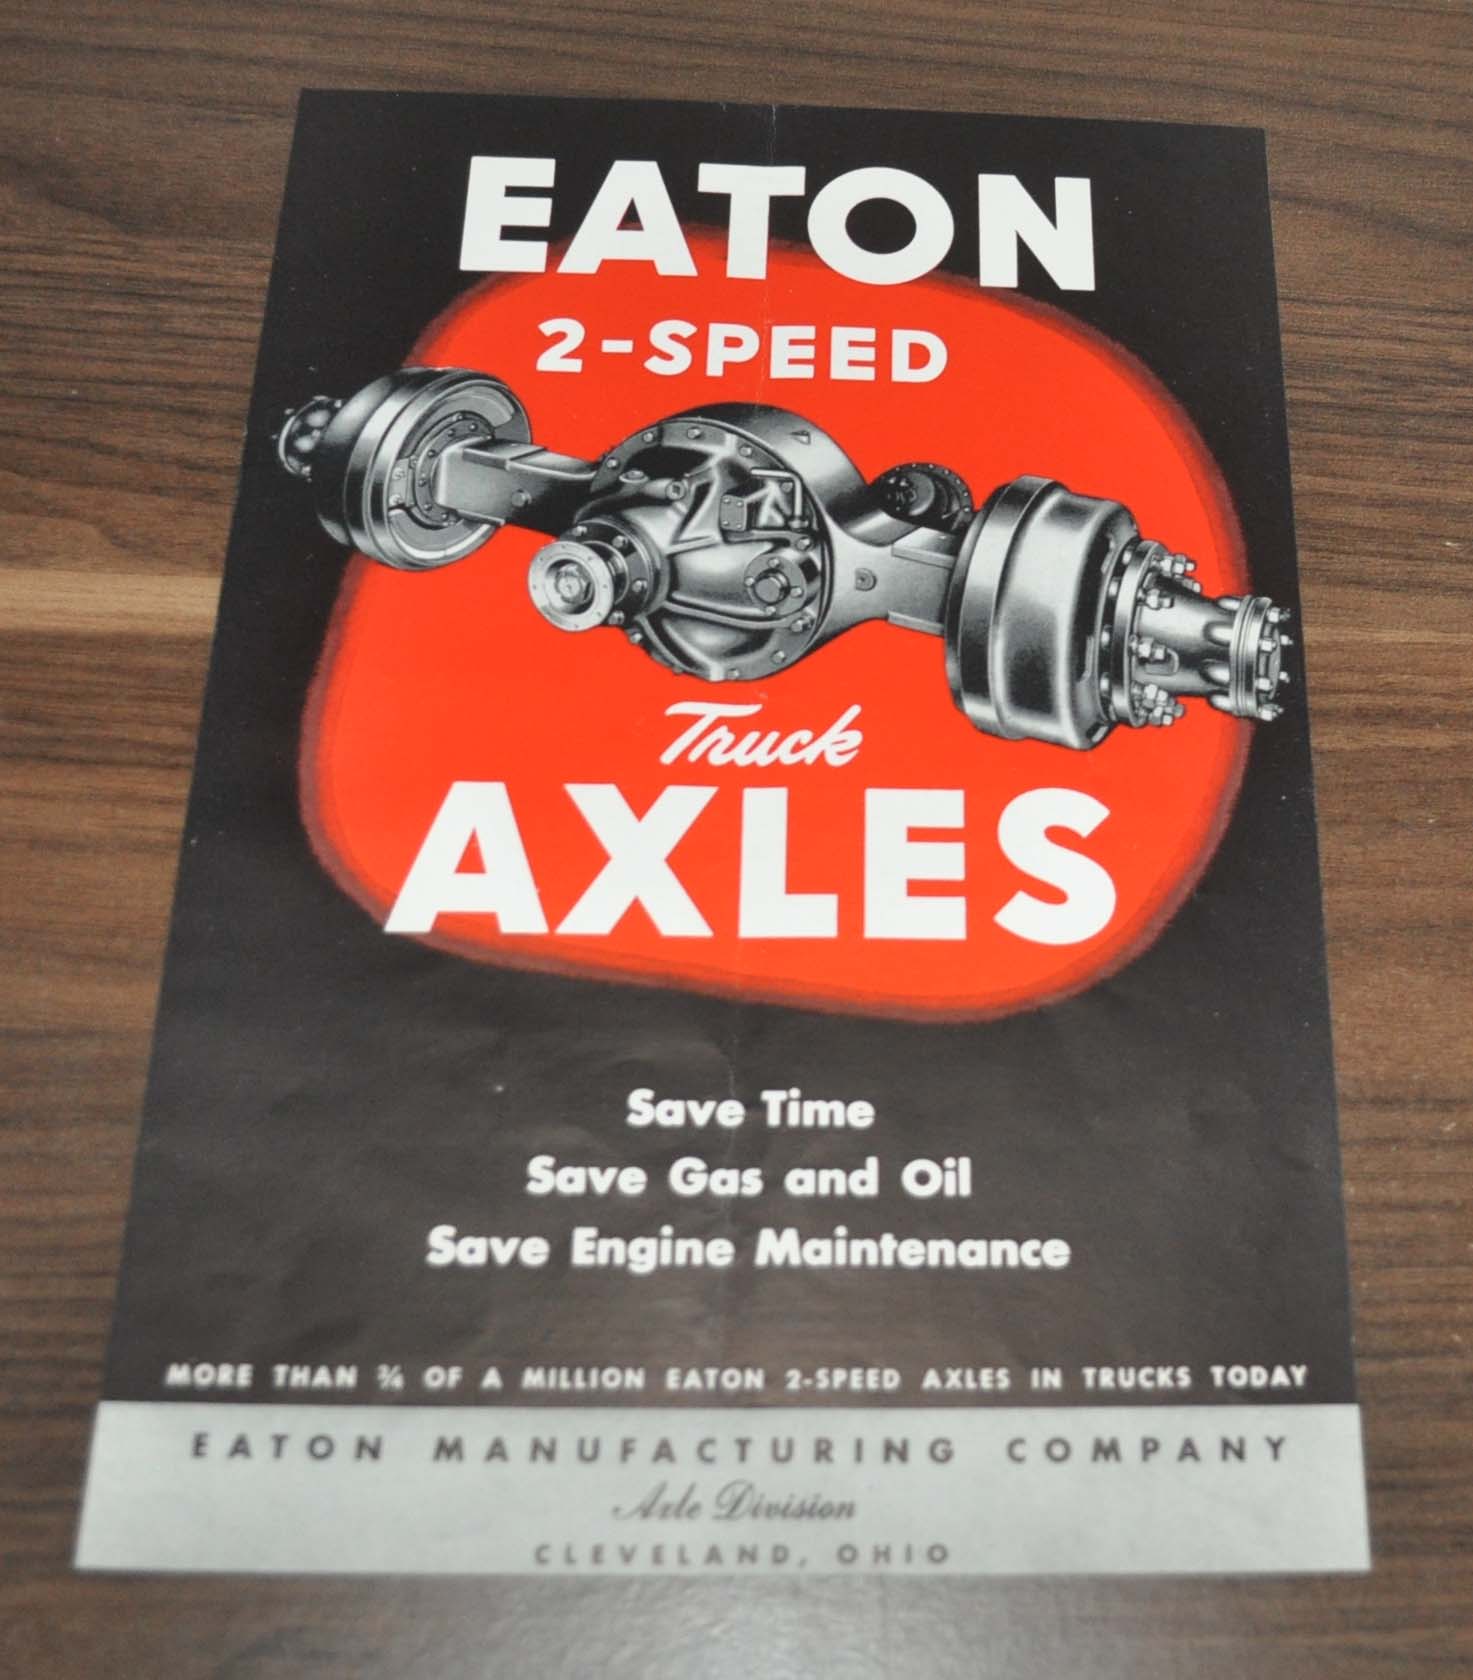 EATON
2-SPEED
Truck
AXLES
Save Time
Save Gas and Oil
Save Engine Maintenance
MORE THAN ¾ OF A MILLION EATON 2-SPEED AXLES IN TRUCKS TODAY
EATON MANUFACTURING COMPANY
Axle Division
CLEVELAND, OHIO